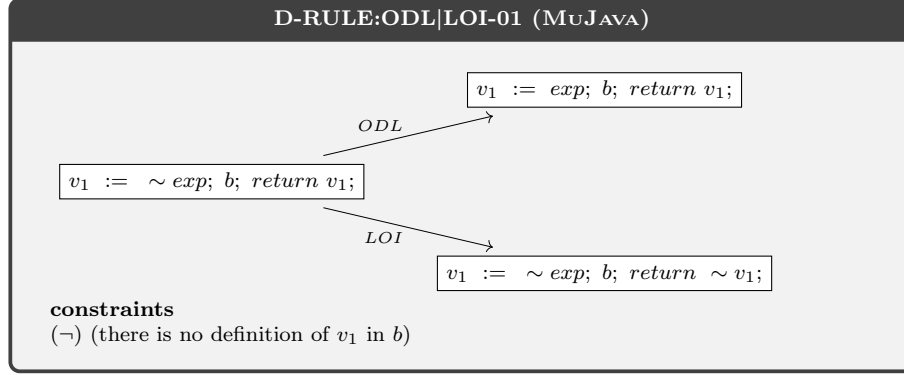 D-RULE:ODL|LOI-01 (MUJAVA)
v₁ := exp; b; return v₁;
ODL
v₁ := ∼ exp; b; return v₁;
LOI
v₁ := ∼ exp; b; return ∼ v₁;
constraints
(¬) (there is no definition of v₁ in b)